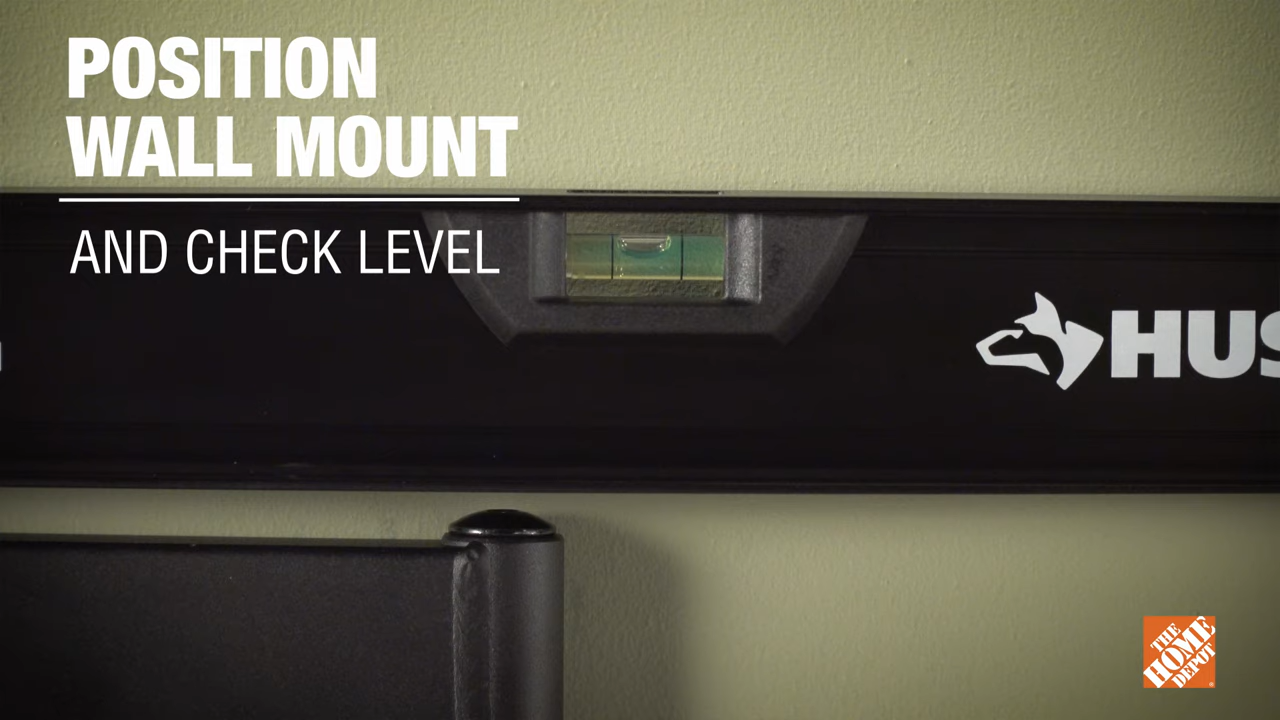 POSITION
WALL MOUNT
AND CHECK LEVEL
HUS
THE
HOME
DEPOT